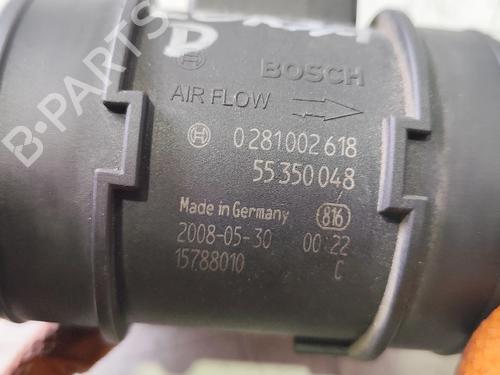 D
BOSCH
AIR FLOW
0 281 002 618
55 350 048
Made in Germany 816
2008-05-30 00:22
15788010 C